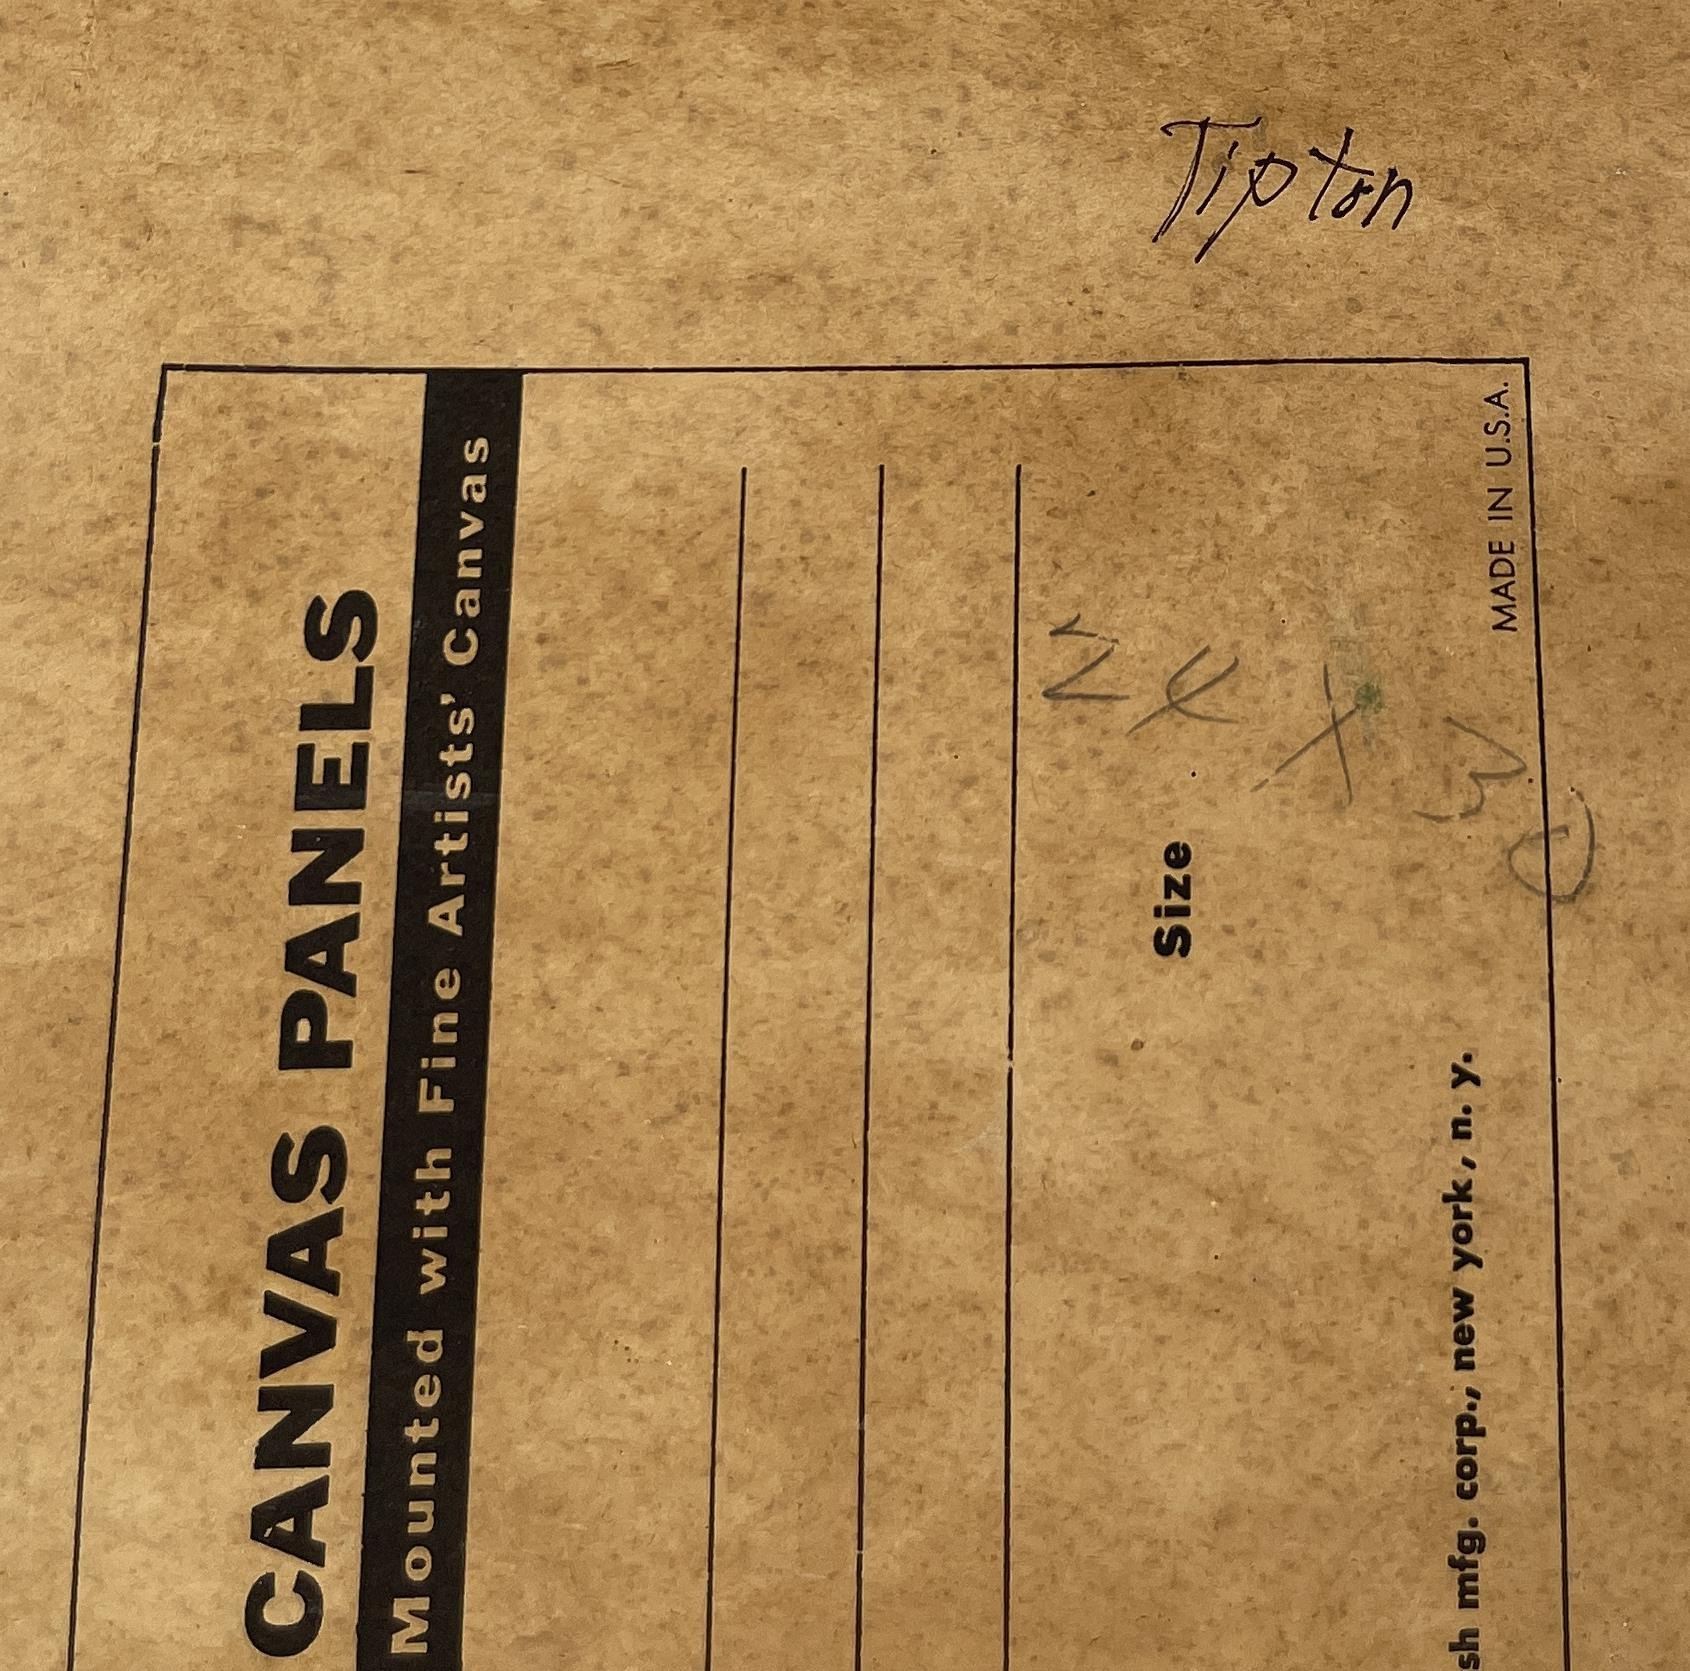 Tipton
CANVAS PANELS
Mounted with Fine Artists' Canvas
24 x 30
Size
sh mfg. corp., new york, n. y.
MADE IN U.S.A.